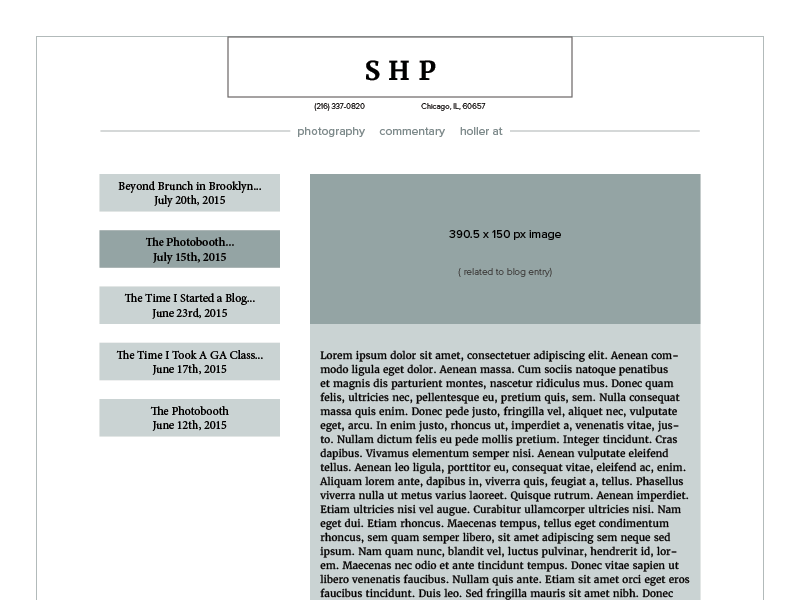 SHP
(216) 337-0820 Chicago, IL, 60657
photography commentary holler at
Beyond Brunch in Brooklyn...
July 20th, 2015
The Photobooth...
July 15th, 2015
The Time I Started a Blog...
June 23rd, 2015
The Time I Took A GA Class...
June 17th, 2015
The Photobooth
June 12th, 2015
390.5 x 150 px image
( related to blog entry)
Lorem ipsum dolor sit amet, consectetuer adipiscing elit. Aenean com-
modo ligula eget dolor. Aenean massa. Cum sociis natoque penatibus
et magnis dis parturient montes, nascetur ridiculus mus. Donec quam
felis, ultricies nec, pellentesque eu, pretium quis, sem. Nulla consequat
massa quis enim. Donec pede justo, fringilla vel, aliquet nec, vulputate
eget, arcu. In enim justo, rhoncus ut, imperdiet a, venenatis vitae, jus-
to. Nullam dictum felis eu pede mollis pretium. Integer tincidunt. Cras
dapibus. Vivamus elementum semper nisi. Aenean vulputate eleifend
tellus. Aenean leo ligula, porttitor eu, consequat vitae, eleifend ac, enim.
Aliquam lorem ante, dapibus in, viverra quis, feugiat a, tellus. Phasellus
viverra nulla ut metus varius laoreet. Quisque rutrum. Aenean imperdiet.
Etiam ultricies nisi vel augue. Curabitur ullamcorper ultricies nisi. Nam
eget dui. Etiam rhoncus. Maecenas tempus, tellus eget condimentum
rhoncus, sem quam semper libero, sit amet adipiscing sem neque sed
ipsum. Nam quam nunc, blandit vel, luctus pulvinar, hendrerit id, lor-
em. Maecenas nec odio et ante tincidunt tempus. Donec vitae sapien ut
libero venenatis faucibus. Nullam quis ante. Etiam sit amet orci eget eros
faucibus tincidunt. Duis leo. Sed fringilla mauris sit amet nibh. Donec